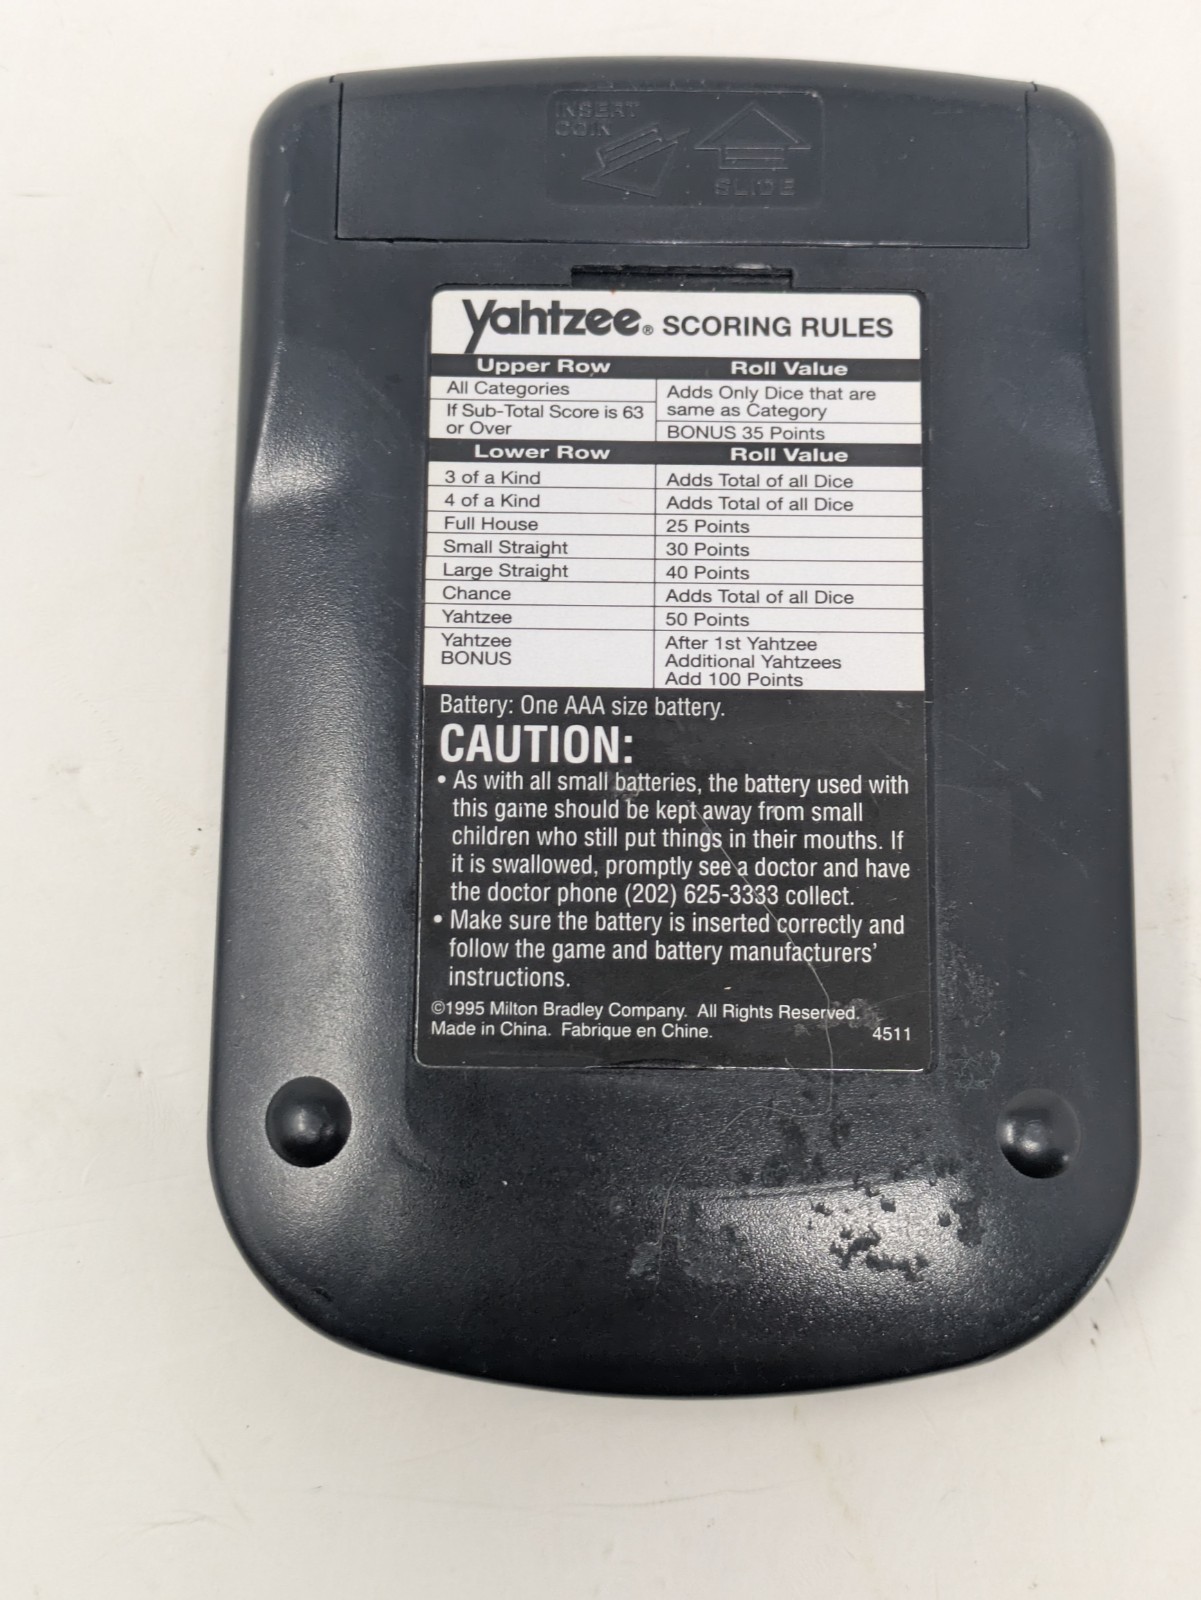 INSERT
COIN
SLIDE
Yahtzee® SCORING RULES
Upper Row Roll Value
All Categories Adds Only Dice that are
same as Category
If Sub-Total Score is 63
or Over BONUS 35 Points
Lower Row Roll Value
3 of a Kind Adds Total of all Dice
4 of a Kind Adds Total of all Dice
Full House 25 Points
Small Straight 30 Points
Large Straight 40 Points
Chance Adds Total of all Dice
Yahtzee 50 Points
Yahtzee After 1st Yahtzee
BONUS Additional Yahtzees
Add 100 Points
Battery: One AAA size battery.
CAUTION:
• As with all small batteries, the battery used with
this game should be kept away from small
children who still put things in their mouths. If
it is swallowed, promptly see a doctor and have
the doctor phone (202) 625-3333 collect.
• Make sure the battery is inserted correctly and
follow the game and battery manufacturers'
instructions.
©1995 Milton Bradley Company. All Rights Reserved.
Made in China. Fabrique en Chine. 4511